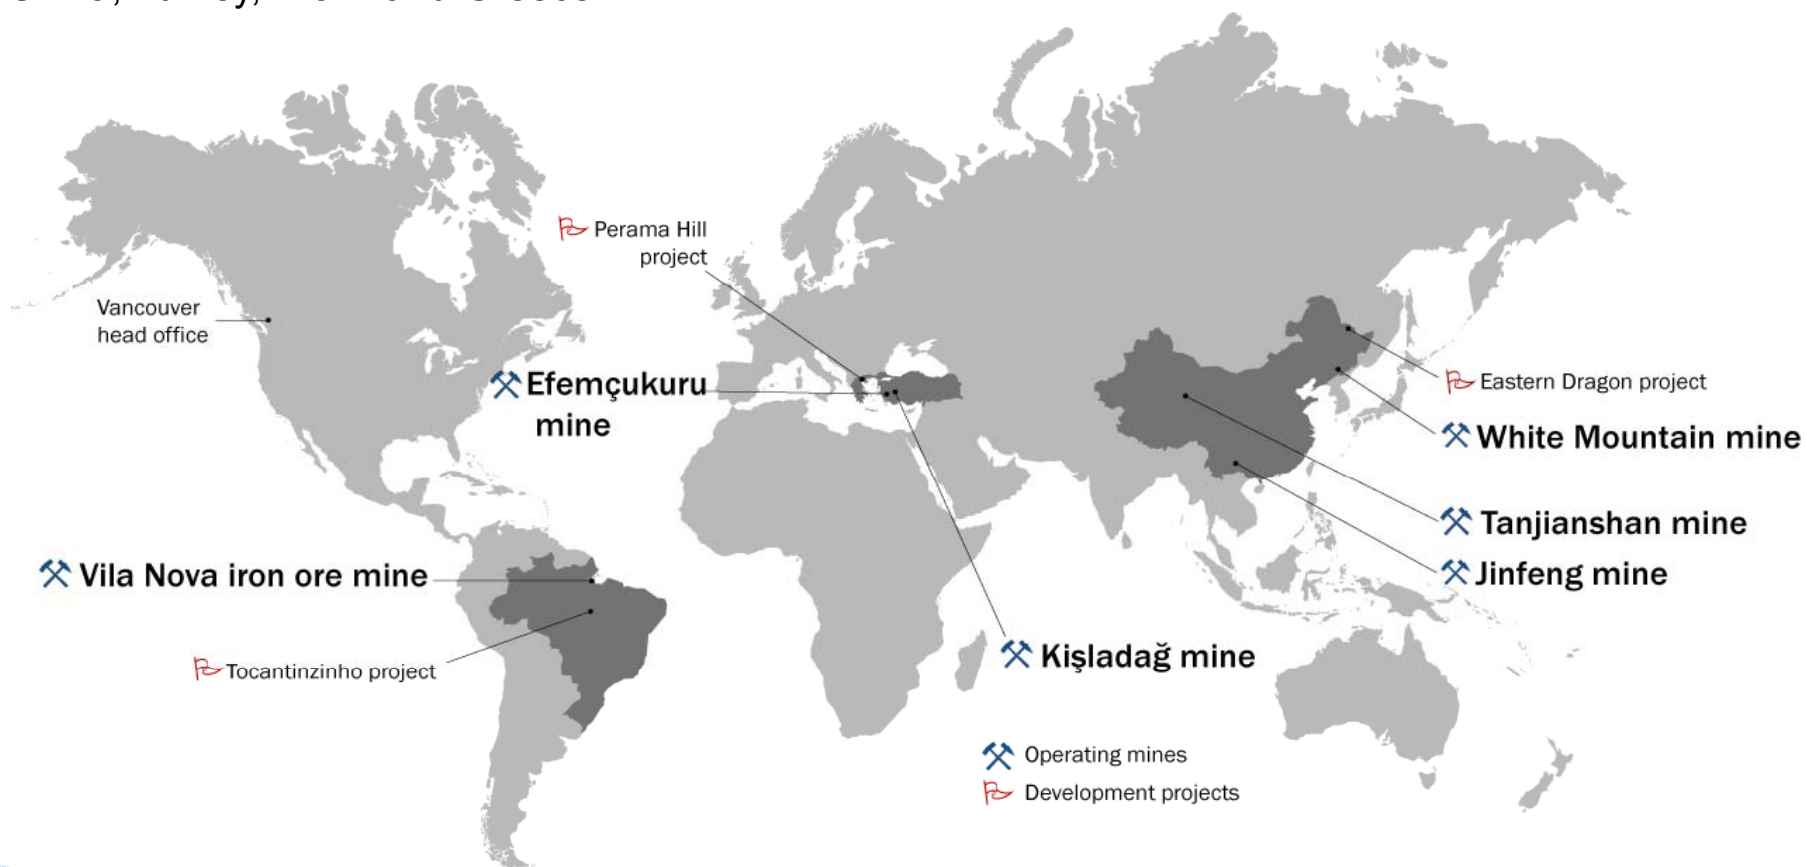 Perama Hill
project
Vancouver
head office
Efemçukuru
mine
Eastern Dragon project
White Mountain mine
Tanjianshan mine
Jinfeng mine
Vila Nova iron ore mine
Tocantinzinho project
Kişladağ mine
Operating mines
Development projects